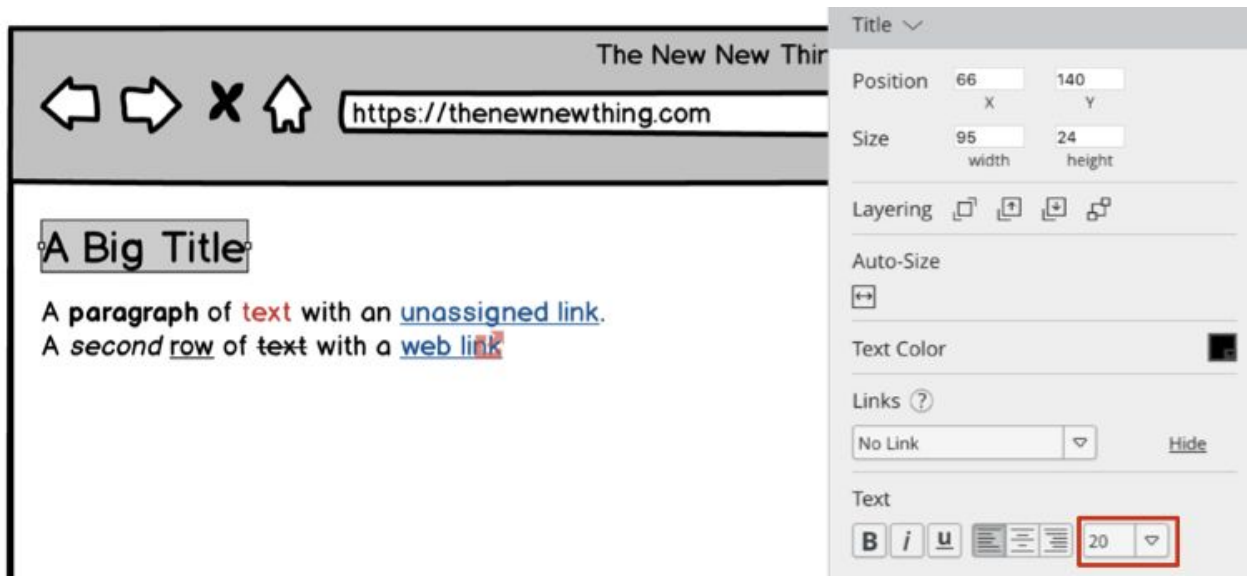 The New New Thin
https://thenewnewthing.com
A Big Title
A paragraph of text with an unassigned link.
A second row of text with a web link
Title
Position 66 140
X Y
Size 95 24
width height
Layering
Auto-Size
Text Color
Links ?
No Link Hide
Text
B i u 20